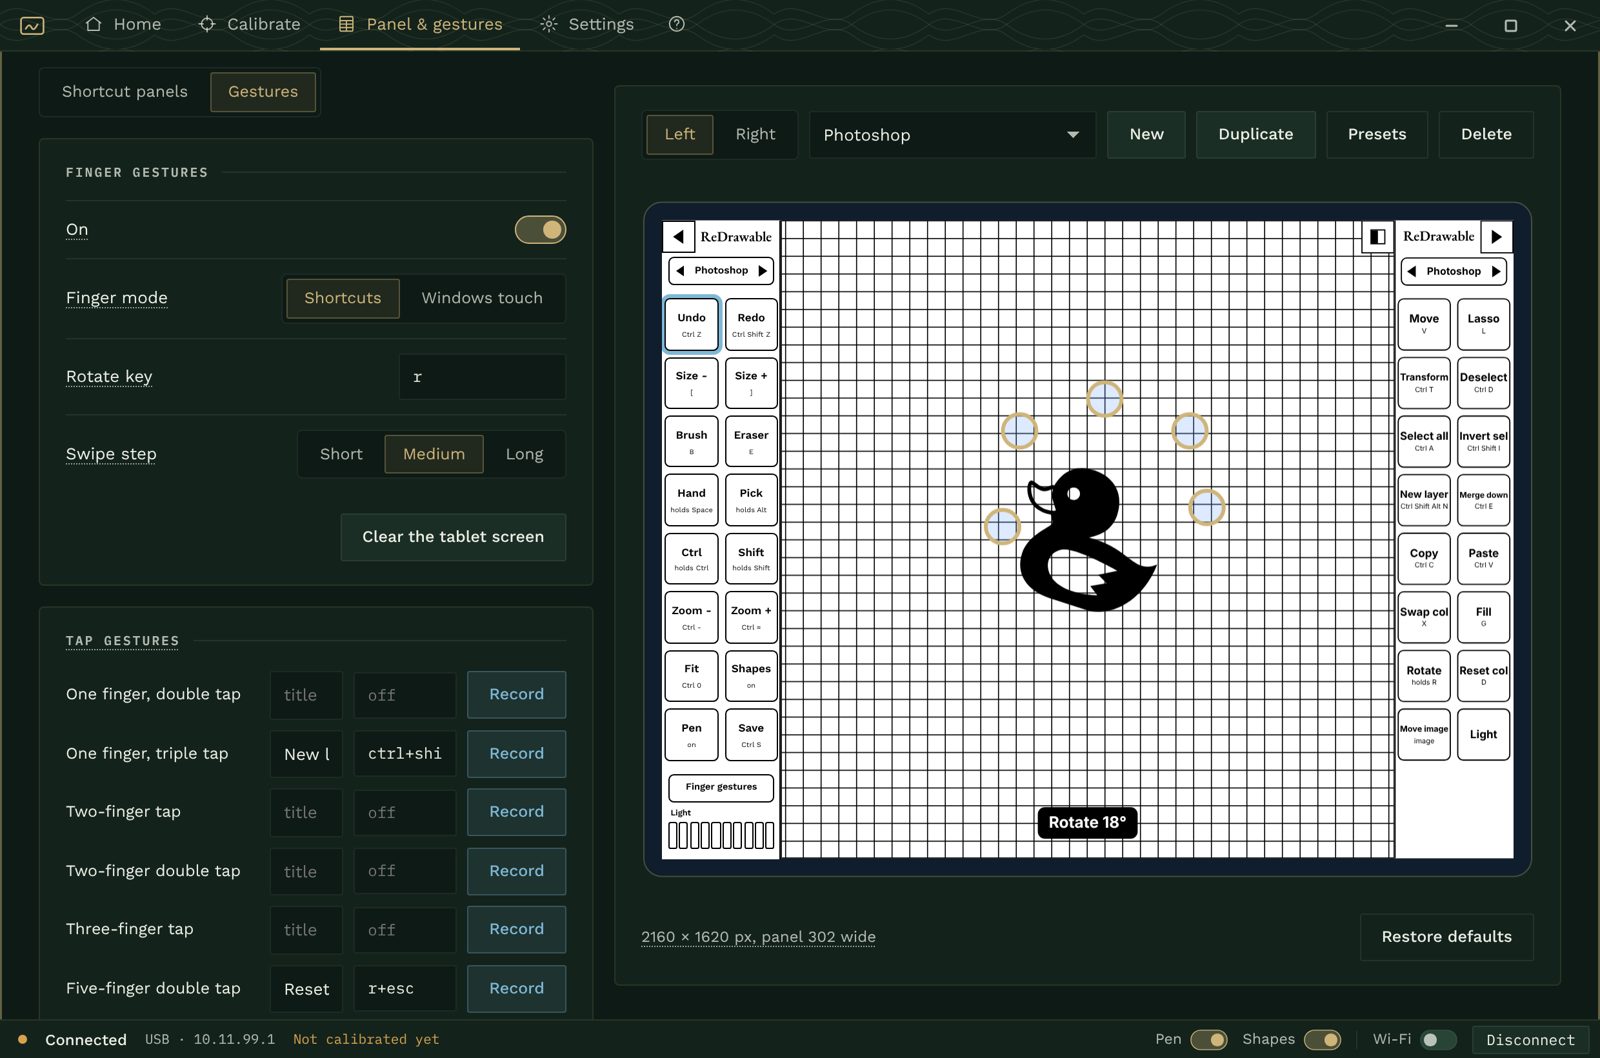 Home
Calibrate
Panel & gestures
Settings
Shortcut panels
Gestures
FINGER GESTURES
On
Finger mode
Shortcuts
Windows touch
Rotate key
r
Swipe step
Short
Medium
Long
Clear the tablet screen
TAP GESTURES
One finger, double tap
title
off
Record
One finger, triple tap
New l
ctrl+shi
Record
Two-finger tap
title
off
Record
Two-finger double tap
title
off
Record
Three-finger tap
title
off
Record
Five-finger double tap
Reset
r+esc
Record
Left
Right
Photoshop
New
Duplicate
Presets
Delete
ReDrawable
Photoshop
Undo
Ctrl Z
Redo
Ctrl Shift Z
Size -
[
Size +
]
Brush
B
Eraser
E
Hand
holds Space
Pick
holds Alt
Ctrl
holds Ctrl
Shift
holds Shift
Zoom -
Ctrl -
Zoom +
Ctrl =
Fit
Ctrl 0
Shapes
on
Pen
on
Save
Ctrl S
Finger gestures
Light
Rotate 18°
ReDrawable
Photoshop
Move
V
Lasso
L
Transform
Ctrl T
Deselect
Ctrl D
Select all
Ctrl A
Invert sel
Ctrl Shift I
New layer
Ctrl Shift Alt N
Merge down
Ctrl E
Copy
Ctrl C
Paste
Ctrl V
Swap col
X
Fill
G
Rotate
holds R
Reset col
D
Move image
image
Light
2160 × 1620 px, panel 302 wide
Restore defaults
Connected
USB · 10.11.99.1
Not calibrated yet
Pen
Shapes
Wi-Fi
Disconnect